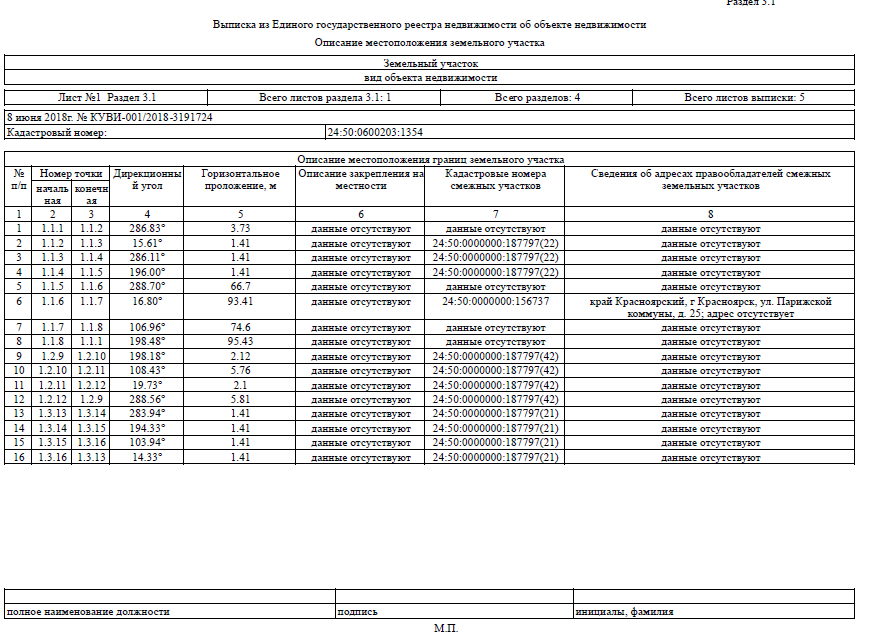 Раздел 3.1
Выписка из Единого государственного реестра недвижимости об объекте недвижимости
Описание местоположения земельного участка
Земельный участок
вид объекта недвижимости
Лист №1 Раздел 3.1 Всего листов раздела 3.1: 1 Всего разделов: 4 Всего листов выписки: 5
8 июня 2018г. № КУВИ-001/2018-3191724
Кадастровый номер: 24:50:0600203:1354
Описание местоположения границ земельного участка
№ п/п Номер точки Дирекционны й угол Горизонтальное проложение, м Описание закрепления на местности Кадастровые номера смежных участков Сведения об адресах правообладателей смежных земельных участков
началь ная конечн ая
1 2 3 4 5 6 7 8
1 1.1.1 1.1.2 286.83° 3.73 данные отсутствуют данные отсутствуют данные отсутствуют
2 1.1.2 1.1.3 15.61° 1.41 данные отсутствуют 24:50:0000000:187797(22) данные отсутствуют
3 1.1.3 1.1.4 286.11° 1.41 данные отсутствуют 24:50:0000000:187797(22) данные отсутствуют
4 1.1.4 1.1.5 196.00° 1.41 данные отсутствуют 24:50:0000000:187797(22) данные отсутствуют
5 1.1.5 1.1.6 288.70° 66.7 данные отсутствуют данные отсутствуют данные отсутствуют
6 1.1.6 1.1.7 16.80° 93.41 данные отсутствуют 24:50:0000000:156737 край Красноярский, г Красноярск, ул. Парижской
коммуны, д. 25; адрес отсутствует
7 1.1.7 1.1.8 106.96° 74.6 данные отсутствуют данные отсутствуют данные отсутствуют
8 1.1.8 1.1.1 198.48° 95.43 данные отсутствуют данные отсутствуют данные отсутствуют
9 1.2.9 1.2.10 198.18° 2.12 данные отсутствуют 24:50:0000000:187797(42) данные отсутствуют
10 1.2.10 1.2.11 108.43° 5.76 данные отсутствуют 24:50:0000000:187797(42) данные отсутствуют
11 1.2.11 1.2.12 19.73° 2.1 данные отсутствуют 24:50:0000000:187797(42) данные отсутствуют
12 1.2.12 1.2.9 288.56° 5.81 данные отсутствуют 24:50:0000000:187797(42) данные отсутствуют
13 1.3.13 1.3.14 283.94° 1.41 данные отсутствуют 24:50:0000000:187797(21) данные отсутствуют
14 1.3.14 1.3.15 194.33° 1.41 данные отсутствуют 24:50:0000000:187797(21) данные отсутствуют
15 1.3.15 1.3.16 103.94° 1.41 данные отсутствуют 24:50:0000000:187797(21) данные отсутствуют
16 1.3.16 1.3.13 14.33° 1.41 данные отсутствуют 24:50:0000000:187797(21) данные отсутствуют
полное наименование должности подпись инициалы, фамилия
М.П.